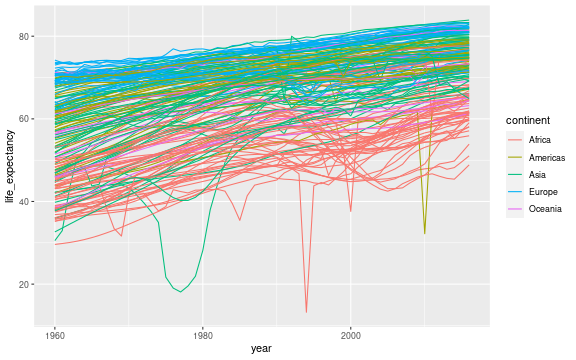 80
60
40
20
life_expectancy
1960
1980
2000
year
continent
Africa
Americas
Asia
Europe
Oceania